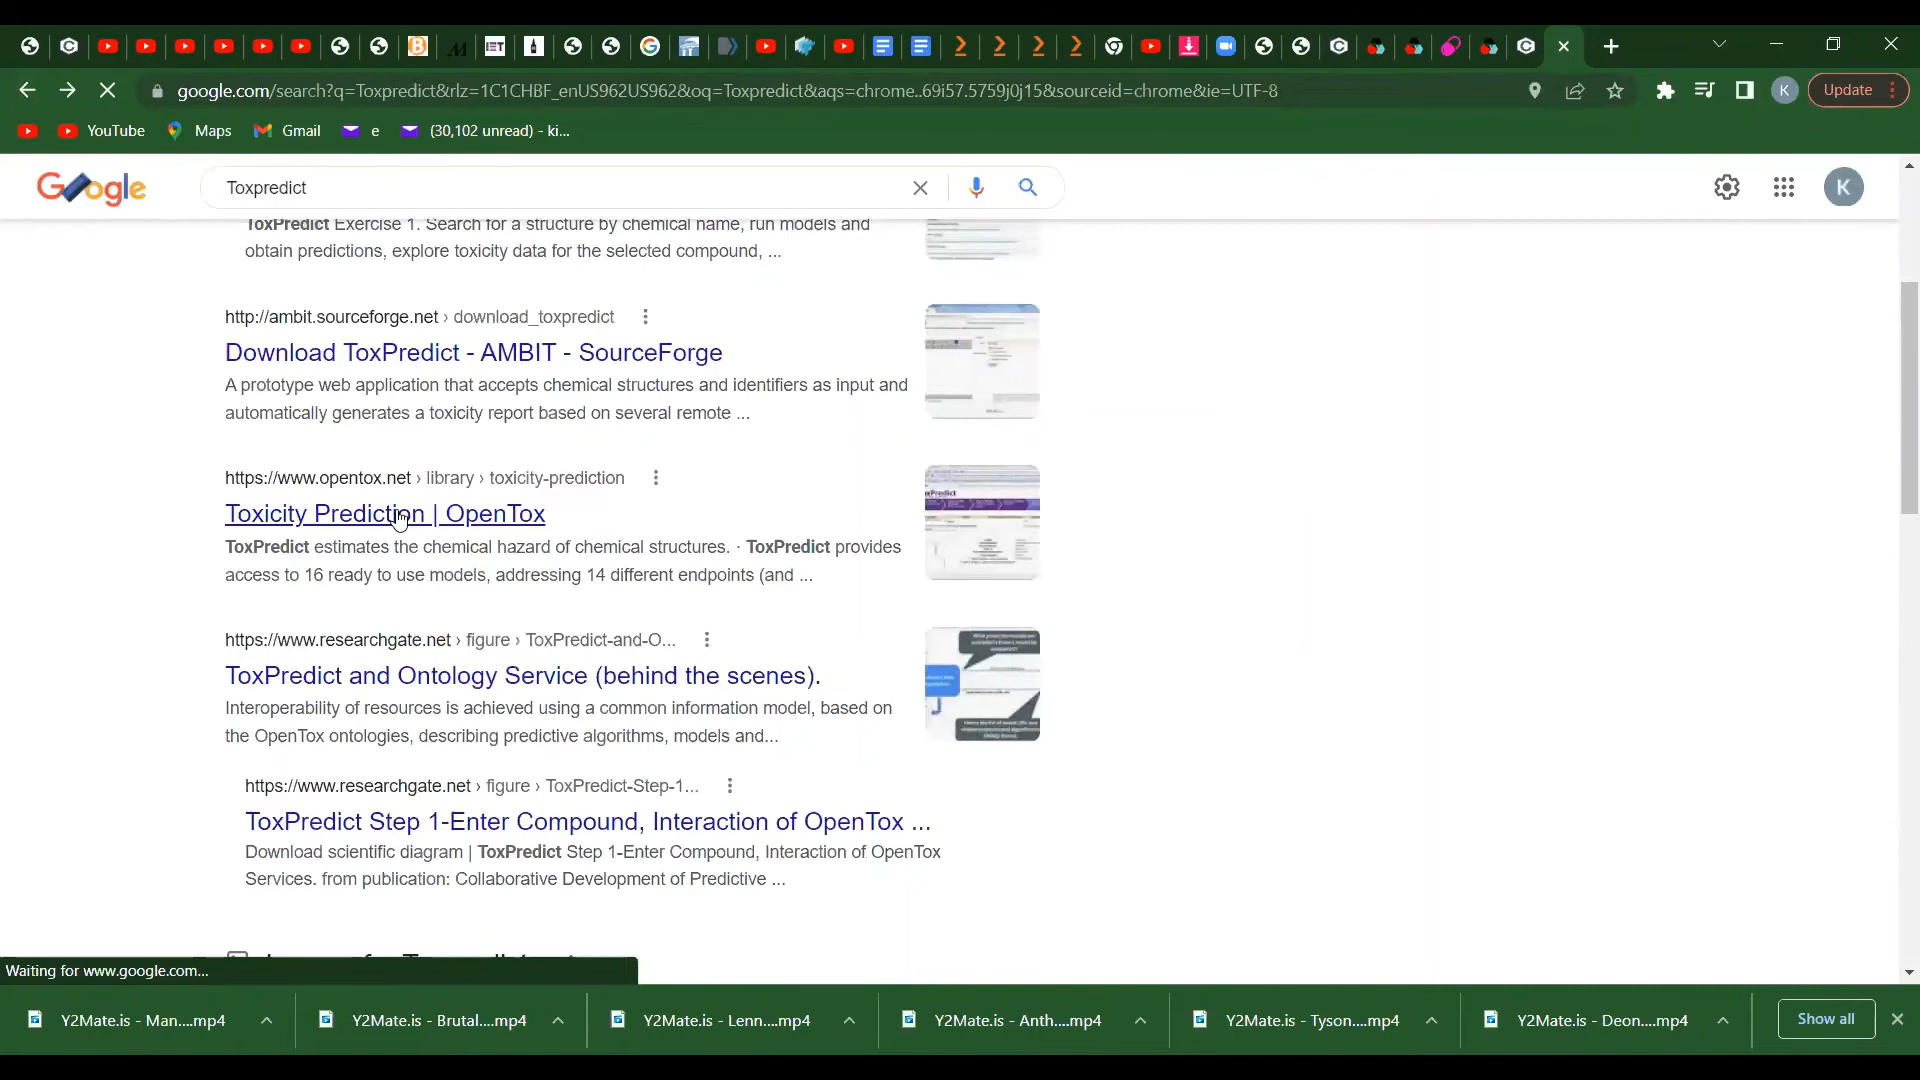 google.com/search?q=Toxpredict&rlz=1C1CHBF_enUS962US962&oq=Toxpredict&aqs=chrome..69i57.5759j0j15&sourceid=chrome&ie=UTF-8
Update
YouTube Maps Gmail e (30,102 unread) - ki...
Google Toxpredict K
ToxPredict Exercise 1. Search for a structure by chemical name, run models and
obtain predictions, explore toxicity data for the selected compound, ...
http://ambit.sourceforge.net › download_toxpredict
Download ToxPredict - AMBIT - SourceForge
A prototype web application that accepts chemical structures and identifiers as input and
automatically generates a toxicity report based on several remote ...
https://www.opentox.net › library › toxicity-prediction
Toxicity Prediction | OpenTox
ToxPredict estimates the chemical hazard of chemical structures. · ToxPredict provides
access to 16 ready to use models, addressing 14 different endpoints (and ...
https://www.researchgate.net › figure › ToxPredict-and-O...
ToxPredict and Ontology Service (behind the scenes).
Interoperability of resources is achieved using a common information model, based on
the OpenTox ontologies, describing predictive algorithms, models and...
https://www.researchgate.net › figure › ToxPredict-Step-1...
ToxPredict Step 1-Enter Compound, Interaction of OpenTox ...
Download scientific diagram | ToxPredict Step 1-Enter Compound, Interaction of OpenTox
Services. from publication: Collaborative Development of Predictive ...
Waiting for www.google.com...
Y2Mate.is - Man....mp4 Y2Mate.is - Brutal....mp4 Y2Mate.is - Lenn....mp4 Y2Mate.is - Anth....mp4 Y2Mate.is - Tyson....mp4 Y2Mate.is - Deon....mp4 Show all